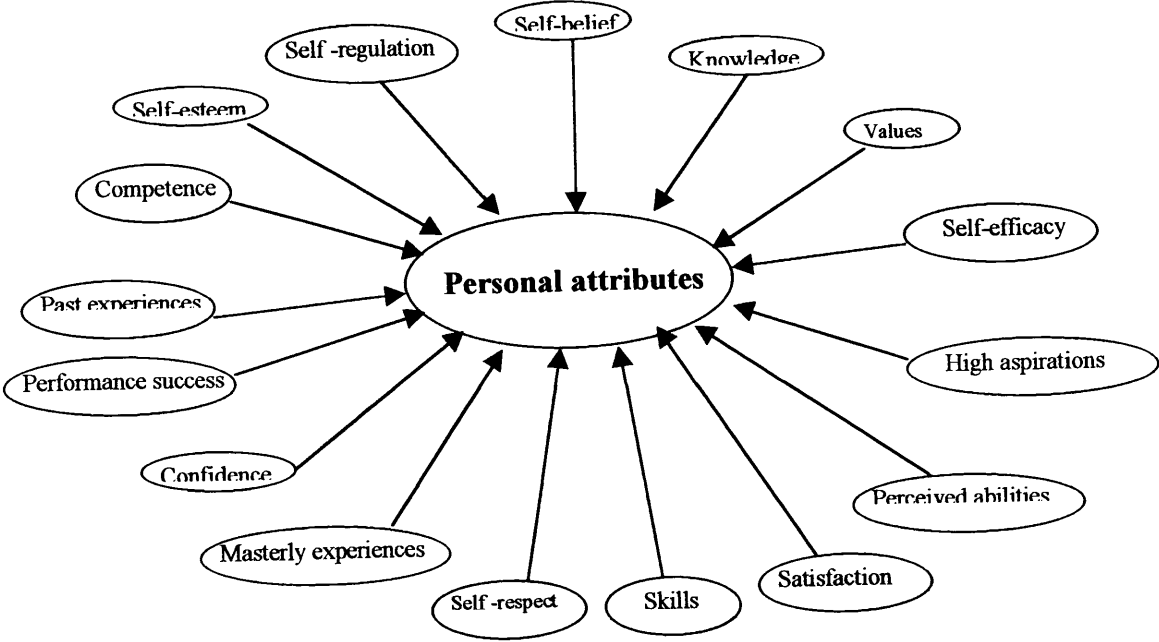 Self-belief
Self -regulation
Knowledge
Self-esteem
Values
Competence
Self-efficacy
Personal attributes
Past experiences
High aspirations
Performance success
Confidence
Perceived abilities
Masterly experiences
Satisfaction
Self -respect
Skills